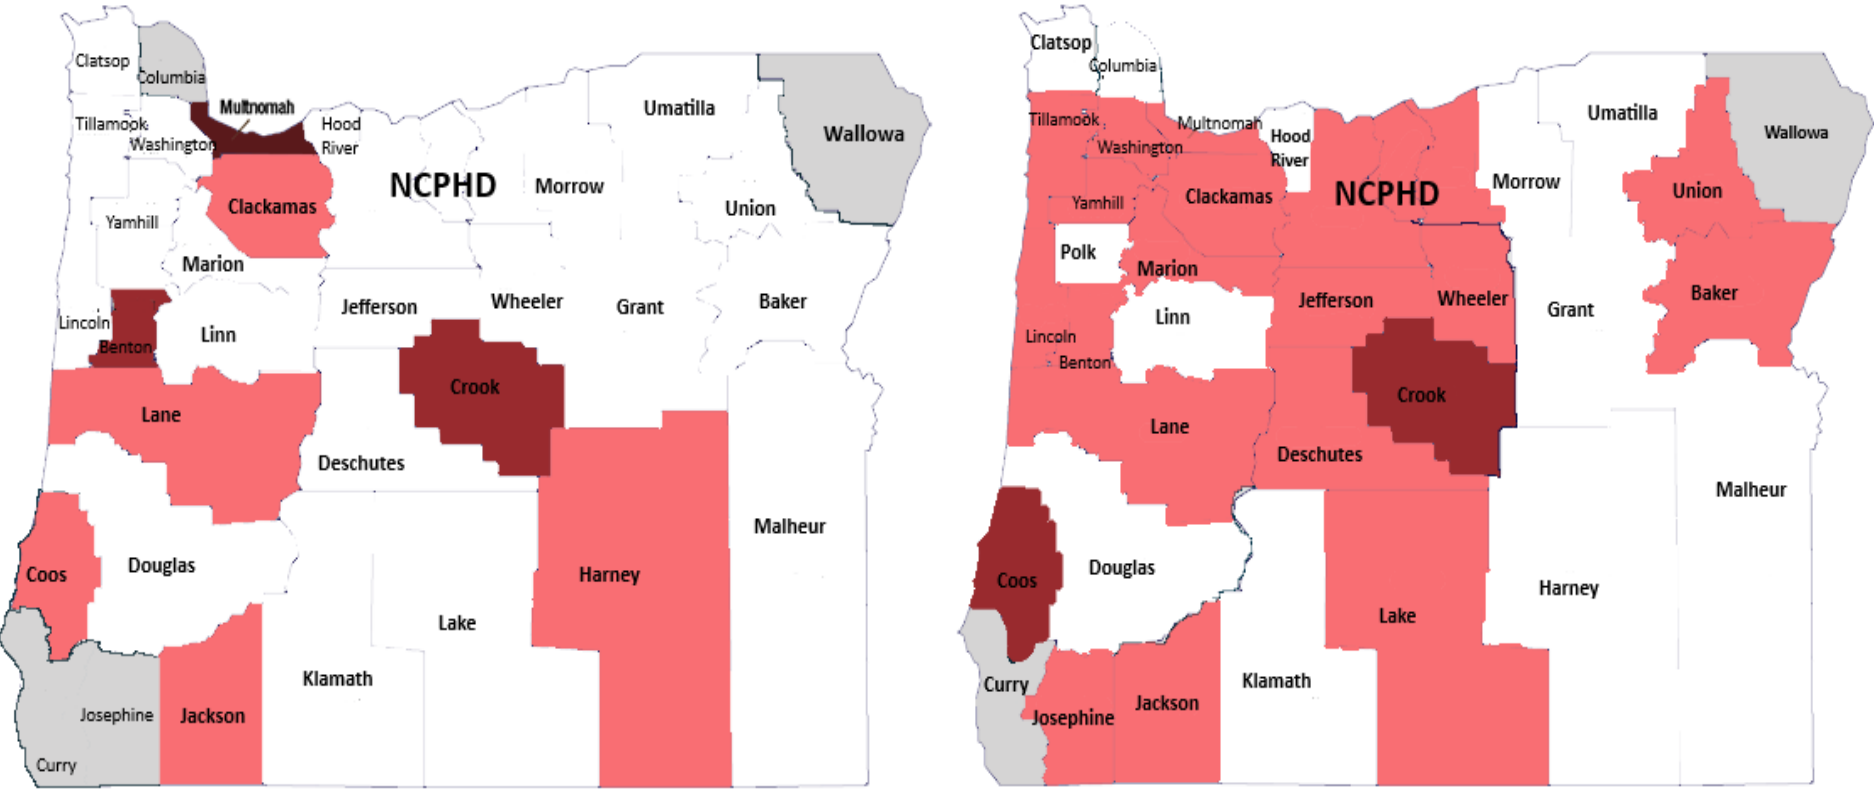 Clatsop
Columbia
Multnomah
Tillamook
Washington
Hood
River
Umatilla
Wallowa
NCPHD
Morrow
Clackamas
Union
Yamhill
Marion
Jefferson
Wheeler
Grant
Baker
Lincoln
Linn
Benton
Crook
Lane
Deschutes
Malheur
Douglas
Coos
Harney
Lake
Klamath
Josephine
Jackson
Curry
Clatsop
Columbia
Tillamook
Multnomah
Washington
Hood
River
Umatilla
Wallowa
Morrow
Union
NCPHD
Clackamas
Yamhill
Polk
Marion
Jefferson
Wheeler
Grant
Baker
Linn
Lincoln
Benton
Crook
Lane
Deschutes
Malheur
Douglas
Coos
Harney
Lake
Curry
Klamath
Jackson
Josephine